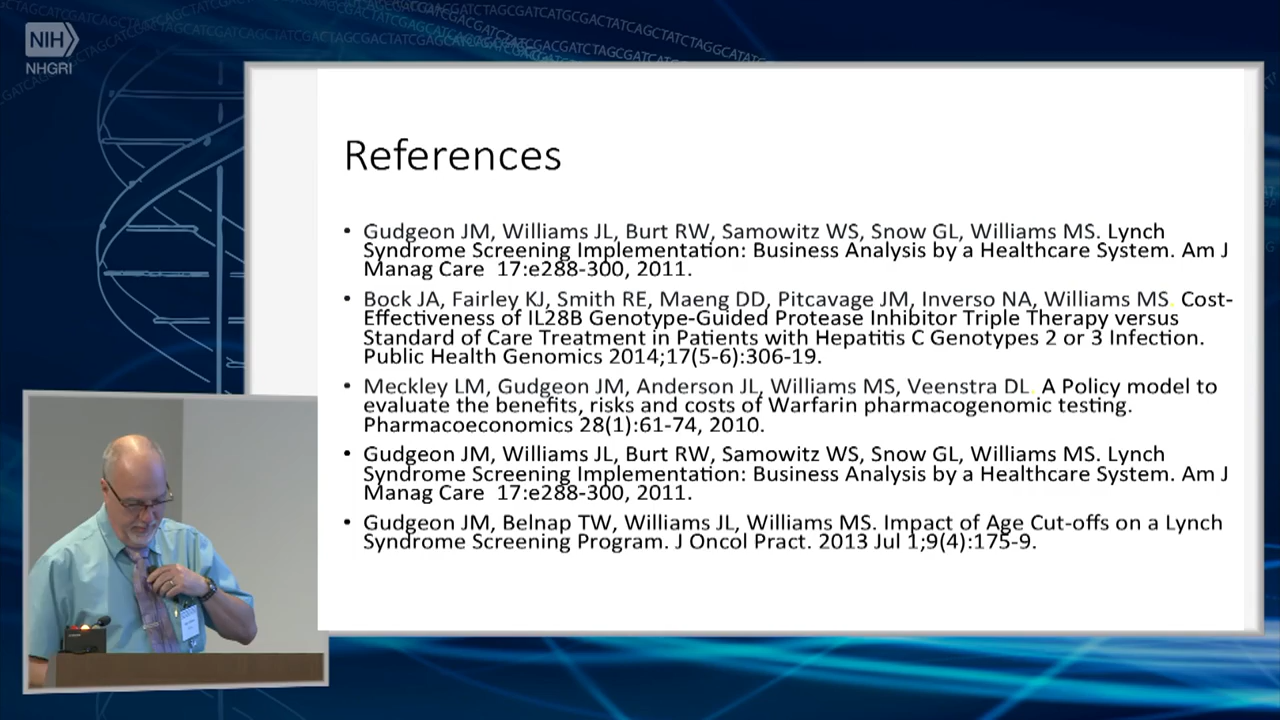 NIH
NHGRI
References
• Gudgeon JM, Williams JL, Burt RW, Samowitz WS, Snow GL, Williams MS. Lynch
Syndrome Screening Implementation: Business Analysis by a Healthcare System. Am J
Manag Care 17:e288-300, 2011.
• Bock JA, Fairley KJ, Smith RE, Maeng DD, Pitcavage JM, Inverso NA, Williams MS. Cost-
Effectiveness of IL28B Genotype-Guided Protease Inhibitor Triple Therapy versus
Standard of Care Treatment in Patients with Hepatitis C Genotypes 2 or 3 Infection.
Public Health Genomics 2014;17(5-6):306-19.
• Meckley LM, Gudgeon JM, Anderson JL, Williams MS, Veenstra DL. A Policy model to
evaluate the benefits, risks and costs of Warfarin pharmacogenomic testing.
Pharmacoeconomics 28(1):61-74, 2010.
• Gudgeon JM, Williams JL, Burt RW, Samowitz WS, Snow GL, Williams MS. Lynch
Syndrome Screening Implementation: Business Analysis by a Healthcare System. Am J
Manag Care 17:e288-300, 2011.
• Gudgeon JM, Belnap TW, Williams JL, Williams MS. Impact of Age Cut-offs on a Lynch
Syndrome Screening Program. J Oncol Pract. 2013 Jul 1;9(4):175-9.